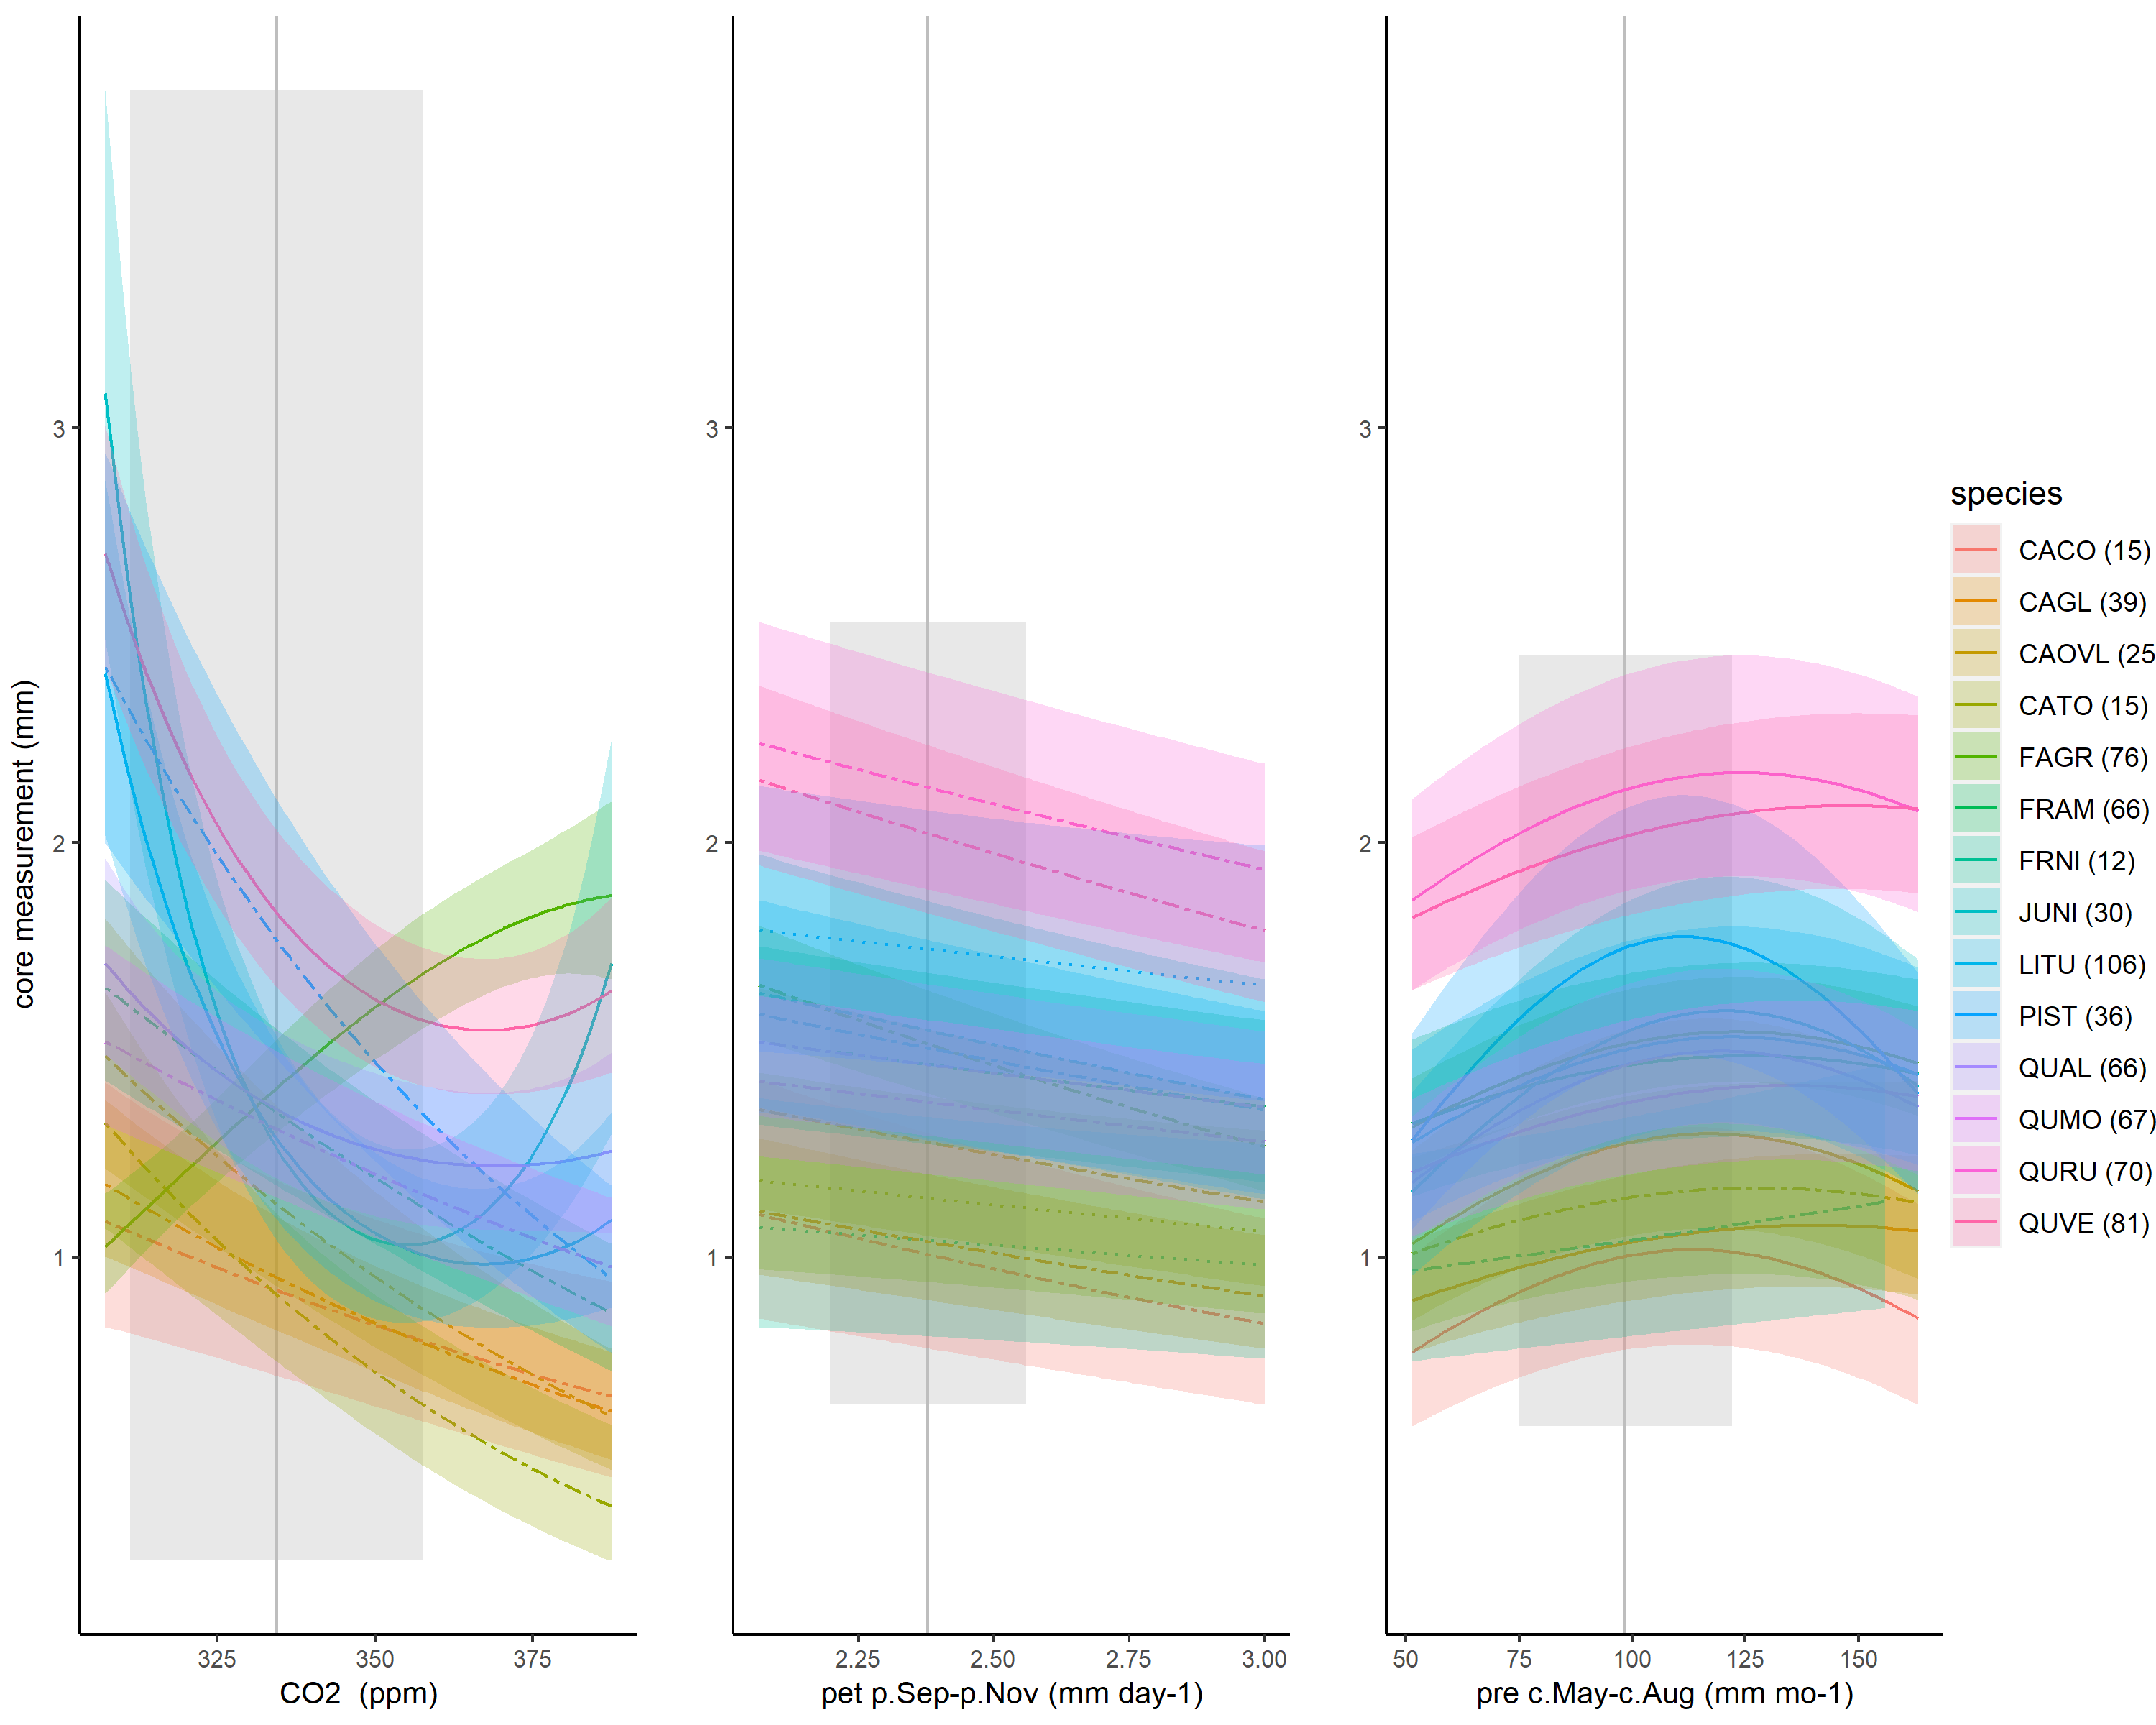 core measurement (mm)
3
2
1
325 350 375
CO2  (ppm)
3
2
1
2.25 2.50 2.75 3.00
pet p.Sep-p.Nov (mm day-1)
3
2
1
50 75 100 125 150
pre c.May-c.Aug (mm mo-1)
species
CACO (15)
CAGL (39)
CAOVL (25
CATO (15)
FAGR (76)
FRAM (66)
FRNI (12)
JUNI (30)
LITU (106)
PIST (36)
QUAL (66)
QUMO (67)
QURU (70)
QUVE (81)